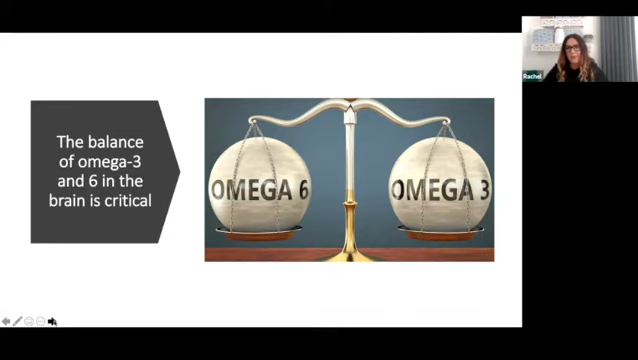 The balance
of omega-3
and 6 in the
brain is critical
OMEGA 6
OMEGA 3
Rachel